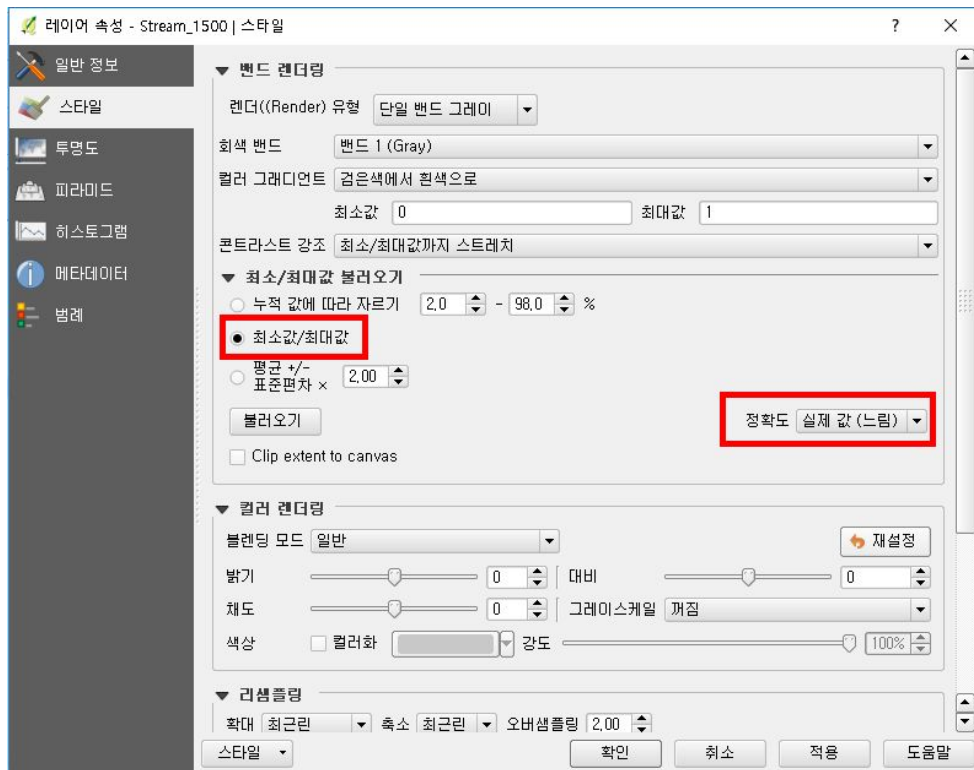 레이어 속성 - Stream_1500 | 스타일
일반 정보
스타일
투명도
피라미드
히스토그램
메타데이터
범례
밴드 렌더링
렌더((Render) 유형 단일 밴드 그레이
회색 밴드 밴드 1 (Gray)
컬러 그래디언트 검은색에서 흰색으로
최소값 0 최대값 1
콘트라스트 강조 최소/최대값까지 스트레치
최소/최대값 불러오기
누적 값에 따라 자르기 2,0 - 98,0 %
최소값/최대값
평균 +/-
표준편차 × 2,00
불러오기 정확도 실제 값 (느림)
Clip extent to canvas
컬러 렌더링
블렌딩 모드 일반 재설정
밝기 0 대비 0
채도 0 그레이스케일 꺼짐
색상 컬러화 강도 100%
리샘플링
확대 최근린 축소 최근린 오버샘플링 2,00
스타일 확인 취소 적용 도움말